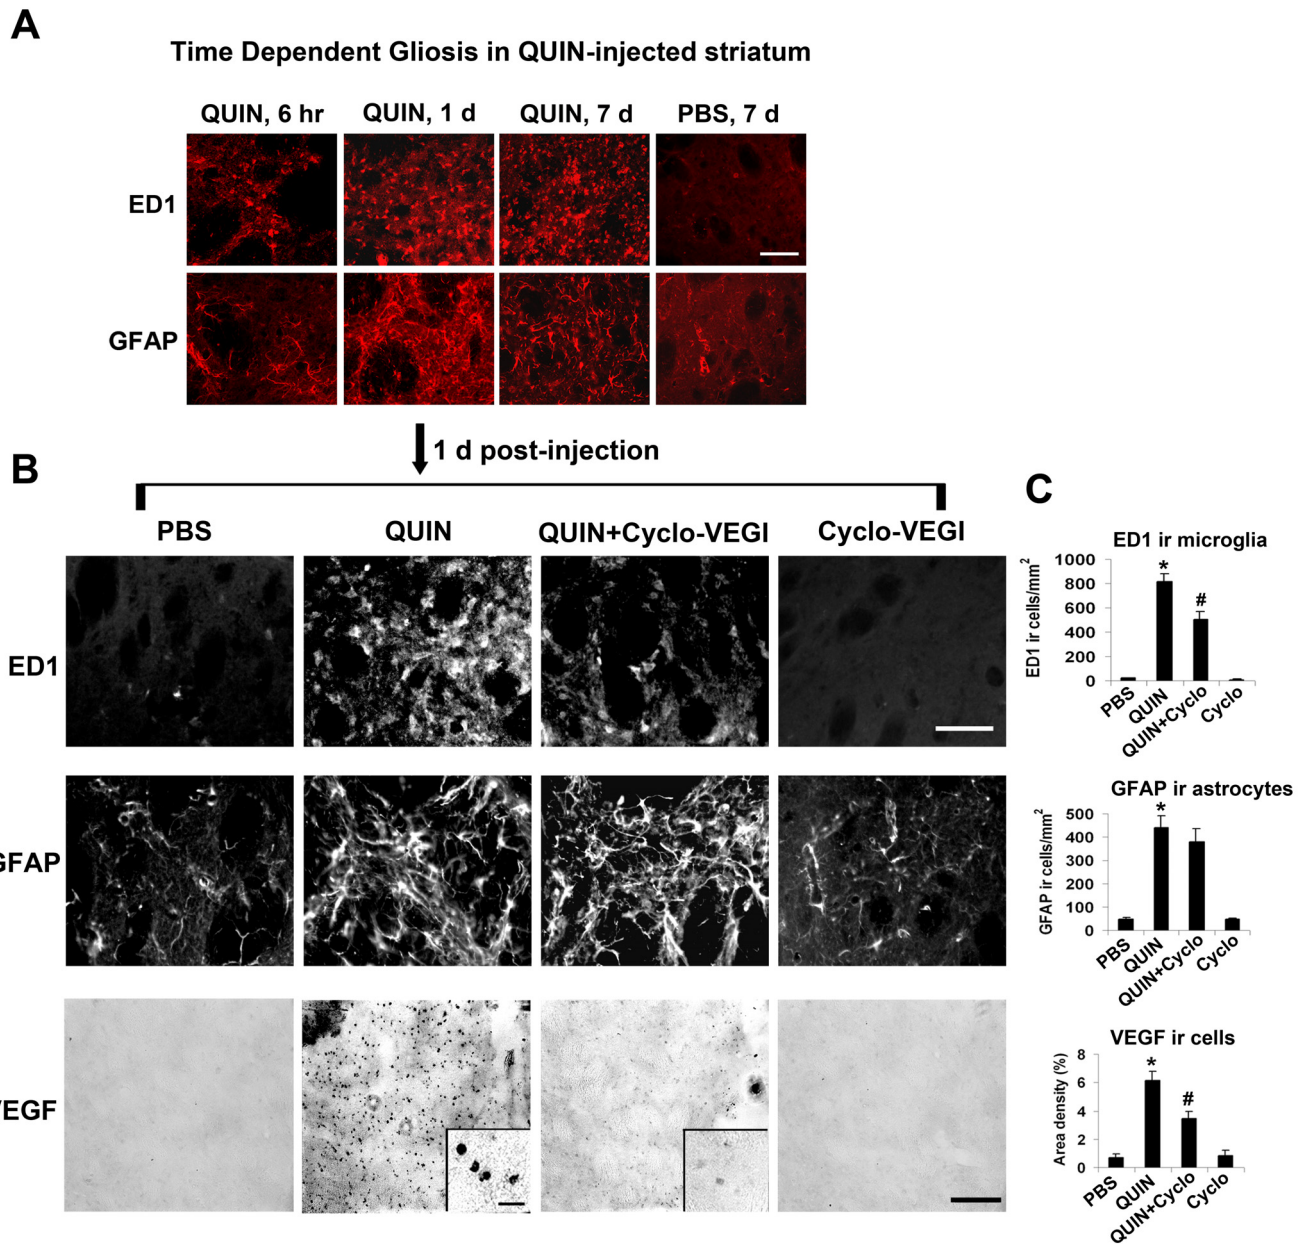 A
Time Dependent Gliosis in QUIN-injected striatum
QUIN, 6 hr QUIN, 1 d QUIN, 7 d PBS, 7 d
ED1
GFAP
1 d post-injection
B
PBS QUIN QUIN+Cyclo-VEGI Cyclo-VEGI
ED1
GFAP
VEGF
C
ED1 ir microglia
ED1 ir cells/mm²
1000
800
600
400
200
0
*
#
PBS QUIN QUIN+Cyclo Cyclo
GFAP ir astrocytes
GFAP ir cells/mm²
500
400
300
200
100
0
*
PBS QUIN QUIN+Cyclo Cyclo
VEGF ir cells
Area density (%)
8
6
4
2
0
*
#
PBS QUIN QUIN+Cyclo Cyclo